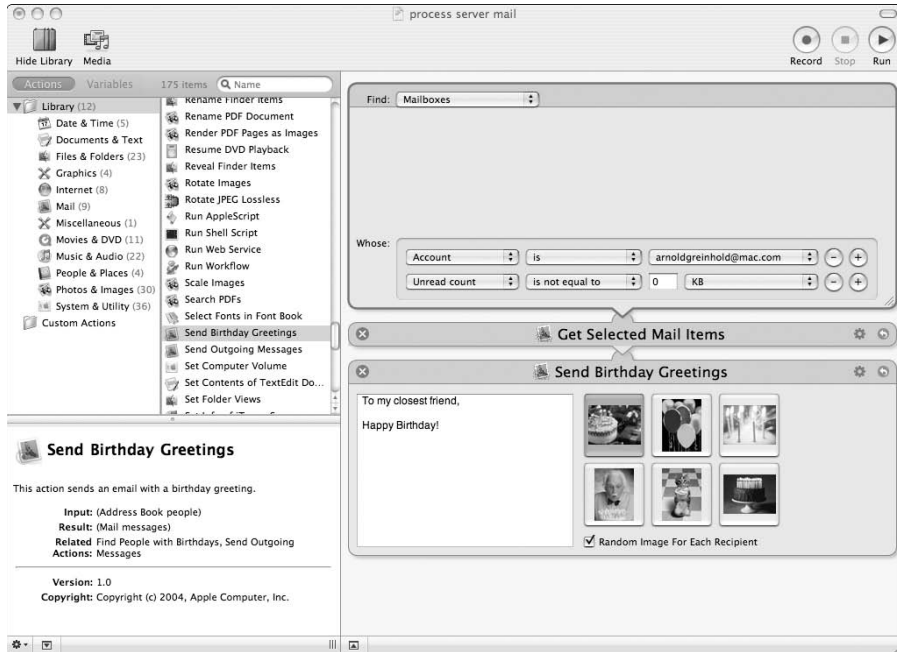 process server mail
Hide Library
Media
Record
Stop
Run
Actions
Variables
175 items
Name
Library (12)
Date & Time (5)
Documents & Text
Files & Folders (23)
Graphics (4)
Internet (8)
Mail (9)
Miscellaneous (1)
Movies & DVD (11)
Music & Audio (22)
People & Places (4)
Photos & Images (30)
System & Utility (36)
Custom Actions
Rename Finder Items
Rename PDF Document
Render PDF Pages as Images
Resume DVD Playback
Reveal Finder Items
Rotate Images
Rotate JPEG Lossless
Run AppleScript
Run Shell Script
Run Web Service
Run Workflow
Scale Images
Search PDFs
Select Fonts in Font Book
Send Birthday Greetings
Send Outgoing Messages
Set Computer Volume
Set Contents of TextEdit Do...
Set Folder Views
Send Birthday Greetings
This action sends an email with a birthday greeting.
Input: (Address Book people)
Result: (Mail messages)
Related Find People with Birthdays, Send Outgoing
Actions: Messages
Version: 1.0
Copyright: Copyright (c) 2004, Apple Computer, Inc.
Find: Mailboxes
Whose:
Account is arnoldgreinhold@mac.com
Unread count is not equal to 0 KB
Get Selected Mail Items
Send Birthday Greetings
To my closest friend,
Happy Birthday!
Random Image For Each Recipient